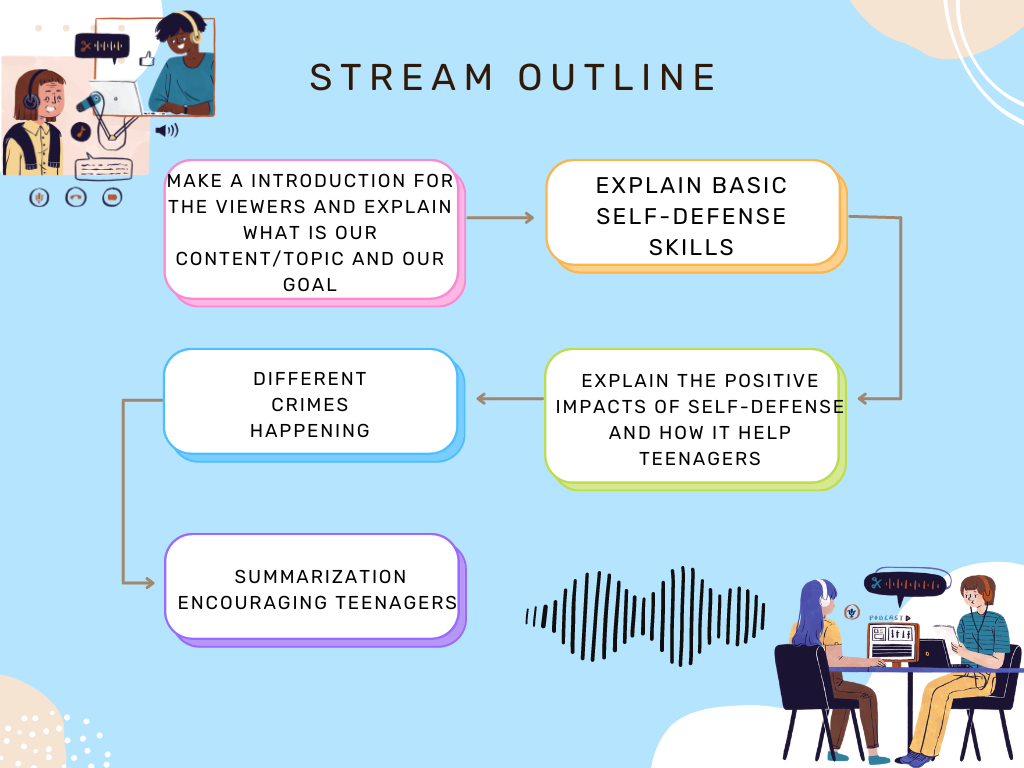 STREAM OUTLINE
MAKE A INTRODUCTION FOR
THE VIEWERS AND EXPLAIN
WHAT IS OUR
CONTENT/TOPIC AND OUR
GOAL
EXPLAIN BASIC
SELF-DEFENSE
SKILLS
EXPLAIN THE POSITIVE
IMPACTS OF SELF-DEFENSE
AND HOW IT HELP
TEENAGERS
DIFFERENT
CRIMES
HAPPENING
SUMMARIZATION
ENCOURAGING TEENAGERS
PODCAST